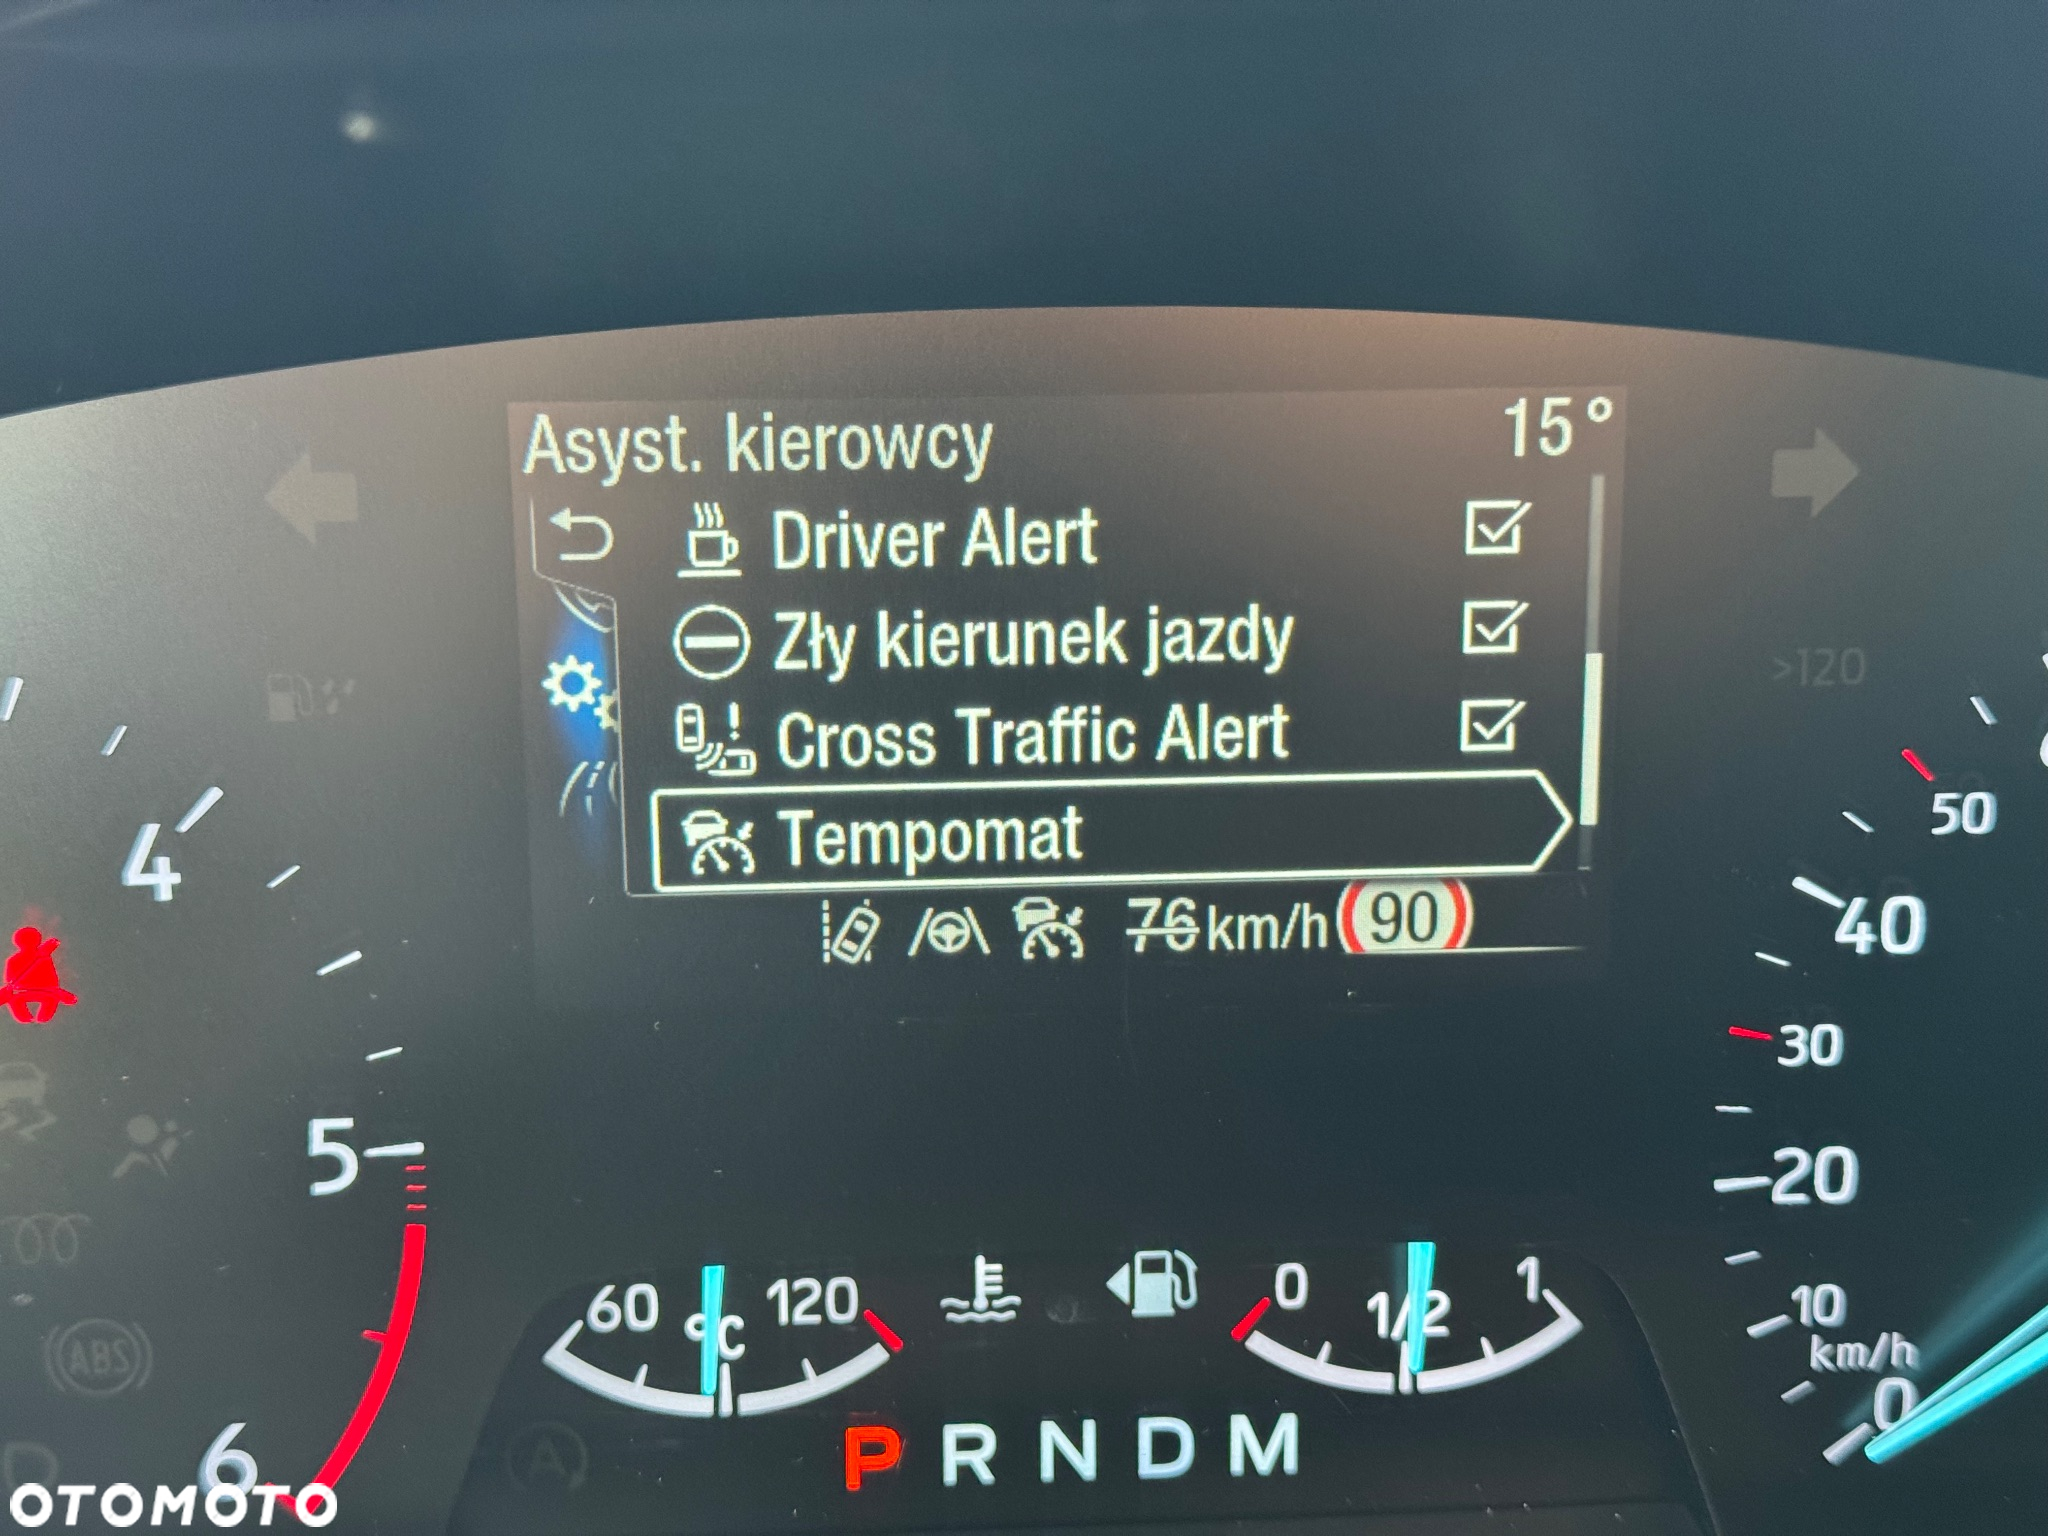 Asyst. kierowcy 15°
Driver Alert
Zły kierunek jazdy
Cross Traffic Alert
Tempomat
76 km/h 90
>120
4
5
6
50
40
30
20
10
km/h
0
60 °C 120
0 1/2 1
P R N D M
ABS
A
OTOMOTO